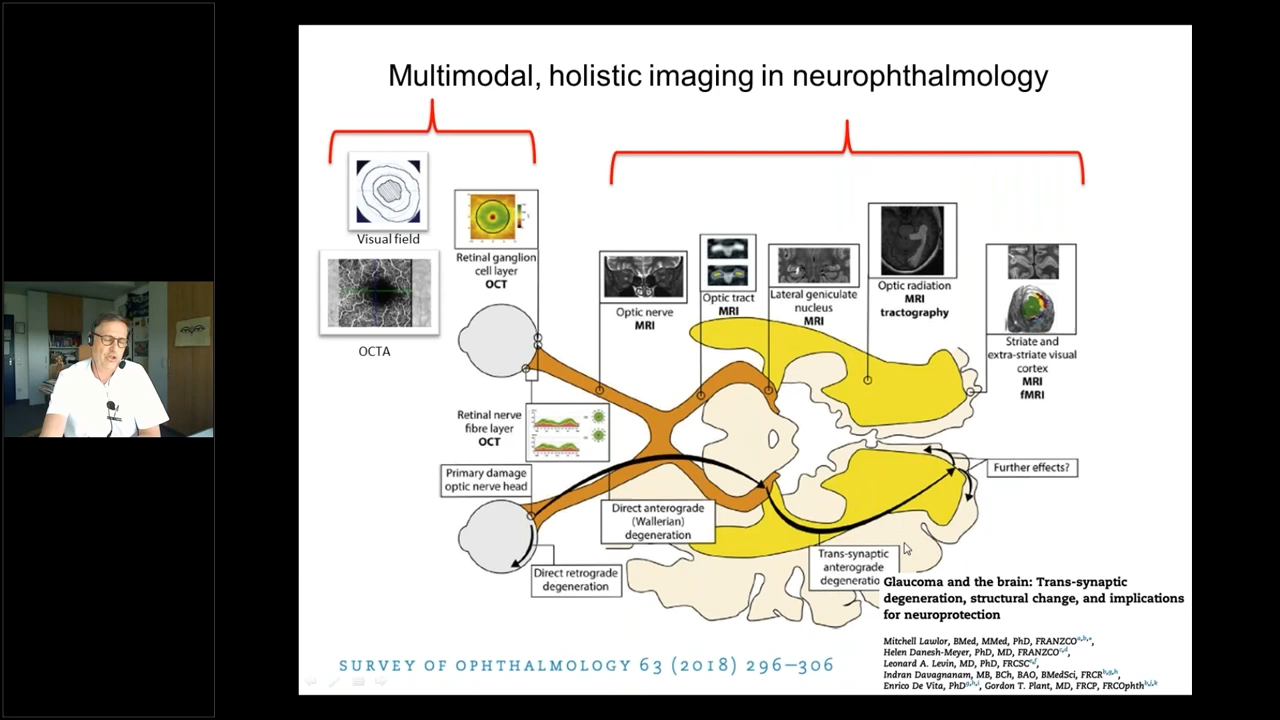 Multimodal, holistic imaging in neurophthalmology
Visual field
OCTA
Retinal ganglion
cell layer
OCT
Optic nerve
MRI
Optic tract
MRI
Lateral geniculate
nucleus
MRI
Optic radiation
MRI
tractography
Striate and
extra-striate visual
cortex
MRI
fMRI
Retinal nerve
fibre layer
OCT
Primary damage
optic nerve head
Direct anterograde
(Wallerian)
degeneration
Direct retrograde
degeneration
Trans-synaptic
anterograde
degeneratio
Further effects?
Glaucoma and the brain: Trans-synaptic
degeneration, structural change, and implications
for neuroprotection
Mitchell Lawlor, BMed, MMed, PhD, FRANZCO
Helen Danesh-Meyer, PhD, MD, FRANZCO
Leonard A. Levin, MD, PhD, FRCSC
Indran Davagnanam, MB, BCh, BAO, BMedSci, FRCR
Enrico De Vita, PhD, Gordon T. Plant, MD, FRCP, FRCOphth
SURVEY OF OPHTHALMOLOGY 63 (2018) 296–306